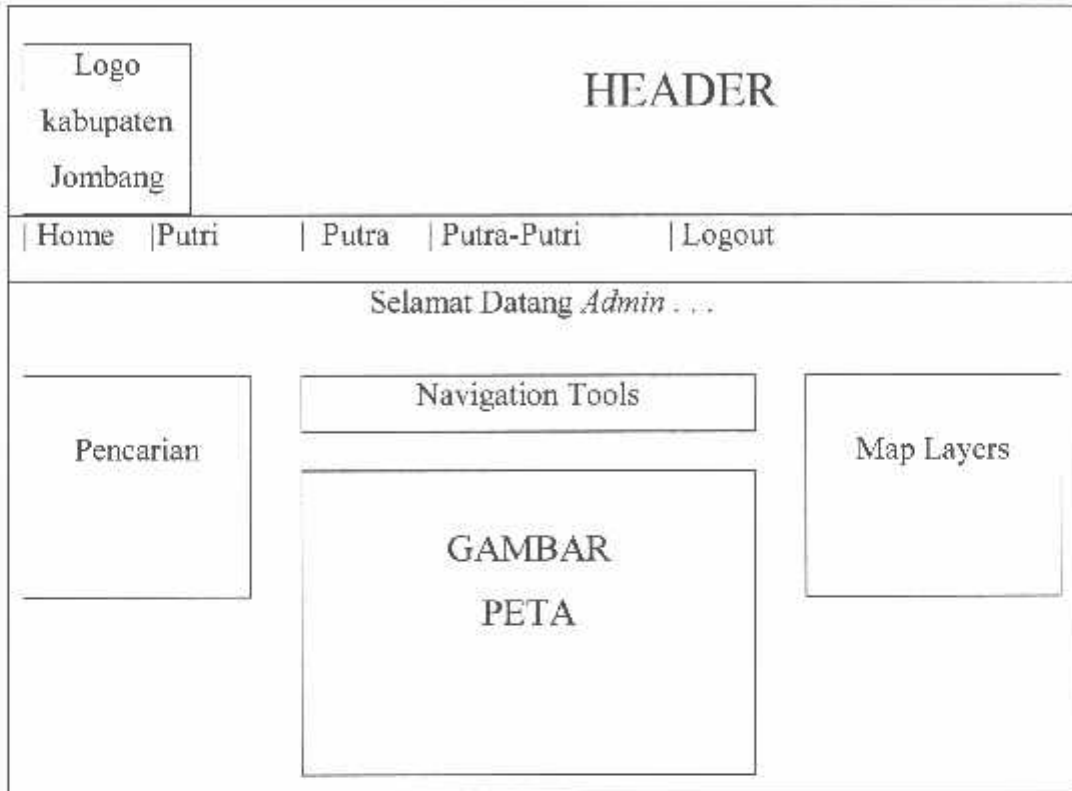 Logo
kabupaten
Jombang
HEADER
| Home |Putri | Putra | Putra-Putri | Logout
Selamat Datang Admin . . .
Pencarian
Navigation Tools
GAMBAR
PETA
Map Layers